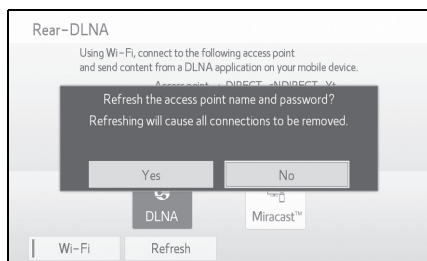 Rear-DLNA
Using Wi-Fi, connect to the following access point
and send content from a DLNA application on your mobile device.
Refresh the access point name and password?
Refreshing will cause all connections to be removed.
Yes
No
DLNA
Miracast™
Wi-Fi
Refresh